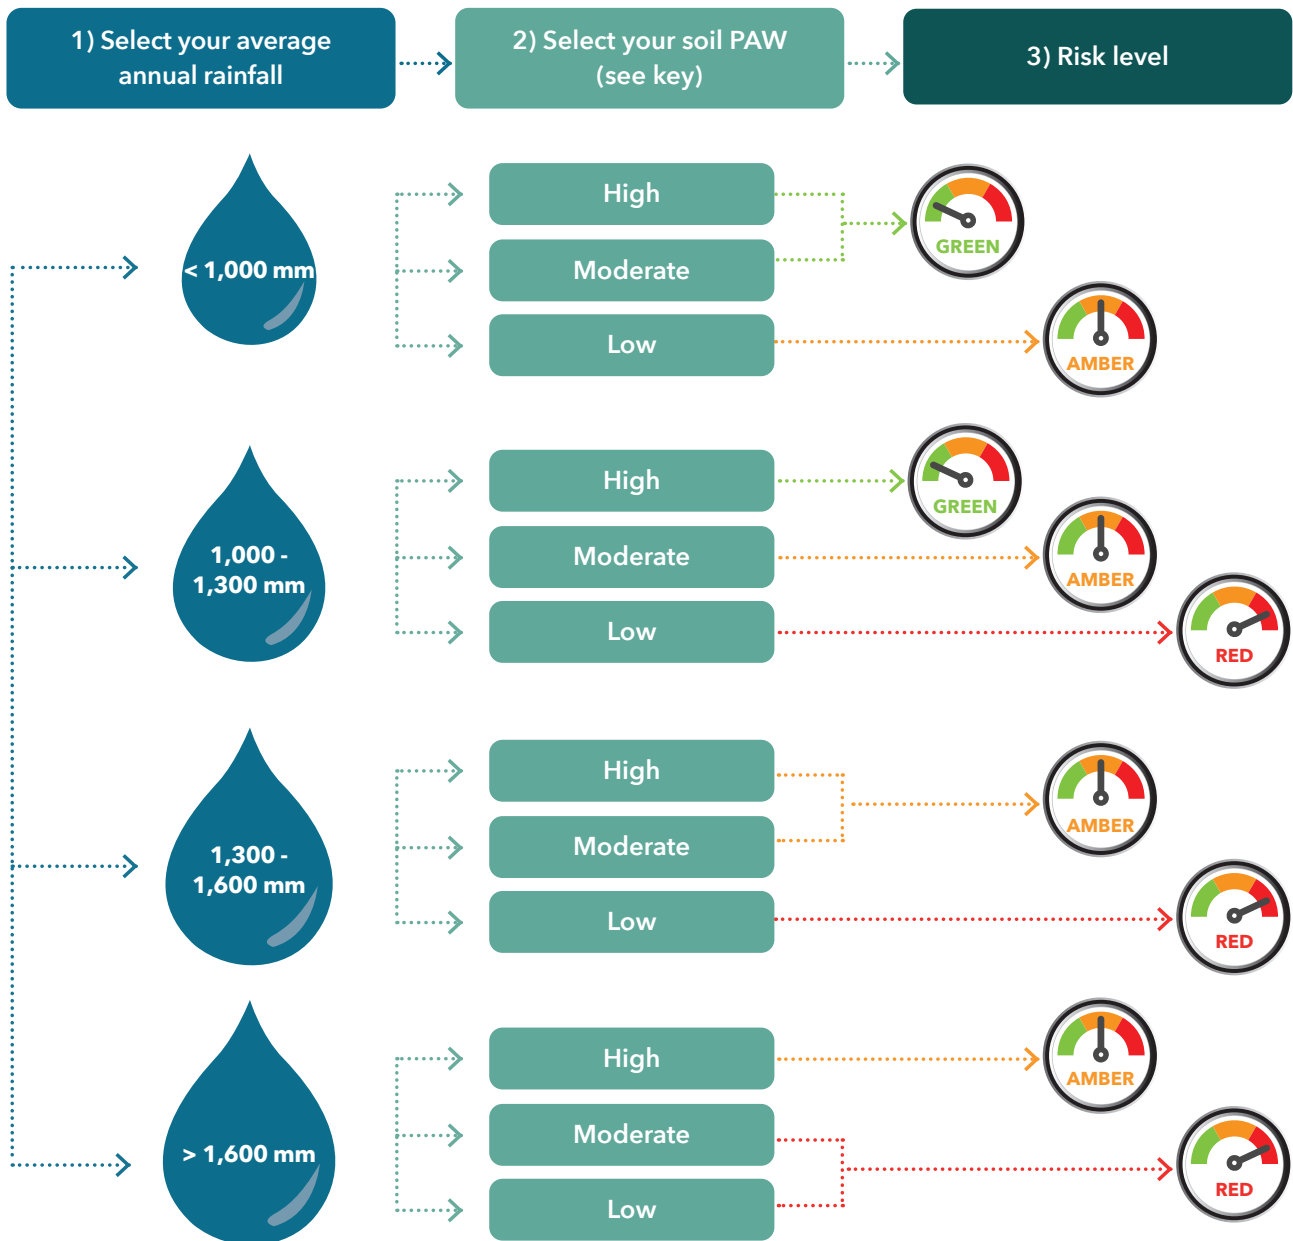 1) Select your average
annual rainfall
2) Select your soil PAW
(see key)
3) Risk level
< 1,000 mm
High
Moderate
Low
GREEN
AMBER
1,000 -
1,300 mm
High
Moderate
Low
GREEN
AMBER
RED
1,300 -
1,600 mm
High
Moderate
Low
AMBER
RED
> 1,600 mm
High
Moderate
Low
AMBER
RED